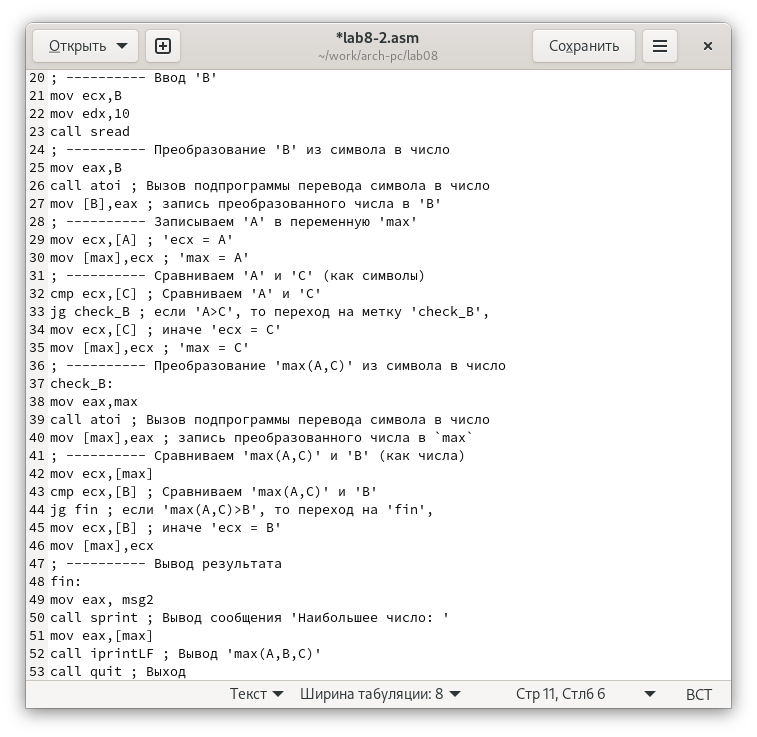 Открыть
*lab8-2.asm
~/work/arch-pc/lab08
Сохранить
20 ; ---------- Ввод 'B'
21 mov ecx,B
22 mov edx,10
23 call sread
24 ; ---------- Преобразование 'B' из символа в число
25 mov eax,B
26 call atoi ; Вызов подпрограммы перевода символа в число
27 mov [B],eax ; запись преобразованного числа в 'B'
28 ; ---------- Записываем 'A' в переменную 'max'
29 mov ecx,[A] ; 'ecx = A'
30 mov [max],ecx ; 'max = A'
31 ; ---------- Сравниваем 'A' и 'С' (как символы)
32 cmp ecx,[C] ; Сравниваем 'A' и 'С'
33 jg check_B ; если 'A>C', то переход на метку 'check_B',
34 mov ecx,[C] ; иначе 'ecx = C'
35 mov [max],ecx ; 'max = C'
36 ; ---------- Преобразование 'max(A,C)' из символа в число
37 check_B:
38 mov eax,max
39 call atoi ; Вызов подпрограммы перевода символа в число
40 mov [max],eax ; запись преобразованного числа в `max`
41 ; ---------- Сравниваем 'max(A,C)' и 'B' (как числа)
42 mov ecx,[max]
43 cmp ecx,[B] ; Сравниваем 'max(A,C)' и 'B'
44 jg fin ; если 'max(A,C)>B', то переход на 'fin',
45 mov ecx,[B] ; иначе 'ecx = B'
46 mov [max],ecx
47 ; ---------- Вывод результата
48 fin:
49 mov eax, msg2
50 call sprint ; Вывод сообщения 'Наибольшее число: '
51 mov eax,[max]
52 call iprintLF ; Вывод 'max(A,B,C)'
53 call quit ; Выход
Текст Ширина табуляции: 8 Стр 11, Стлб 6 ВСТ